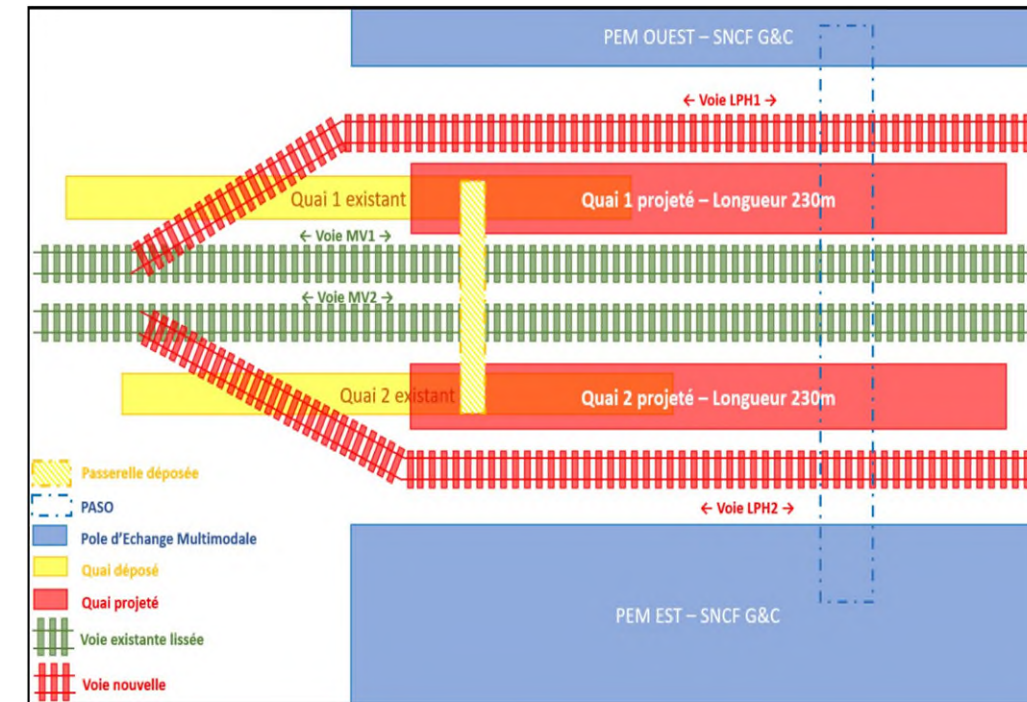 PEM OUEST – SNCF G&C
← Voie LPH1 →
Quai 1 existant
Quai 1 projeté – Longueur 230m
← Voie MV1 →
← Voie MV2 →
Quai 2 existant
Quai 2 projeté – Longueur 230m
← Voie LPH2 →
PEM EST – SNCF G&C
Passerelle déposée
PASO
Pole d'Echange Multimodale
Quai déposé
Quai projeté
Voie existante lissée
Voie nouvelle